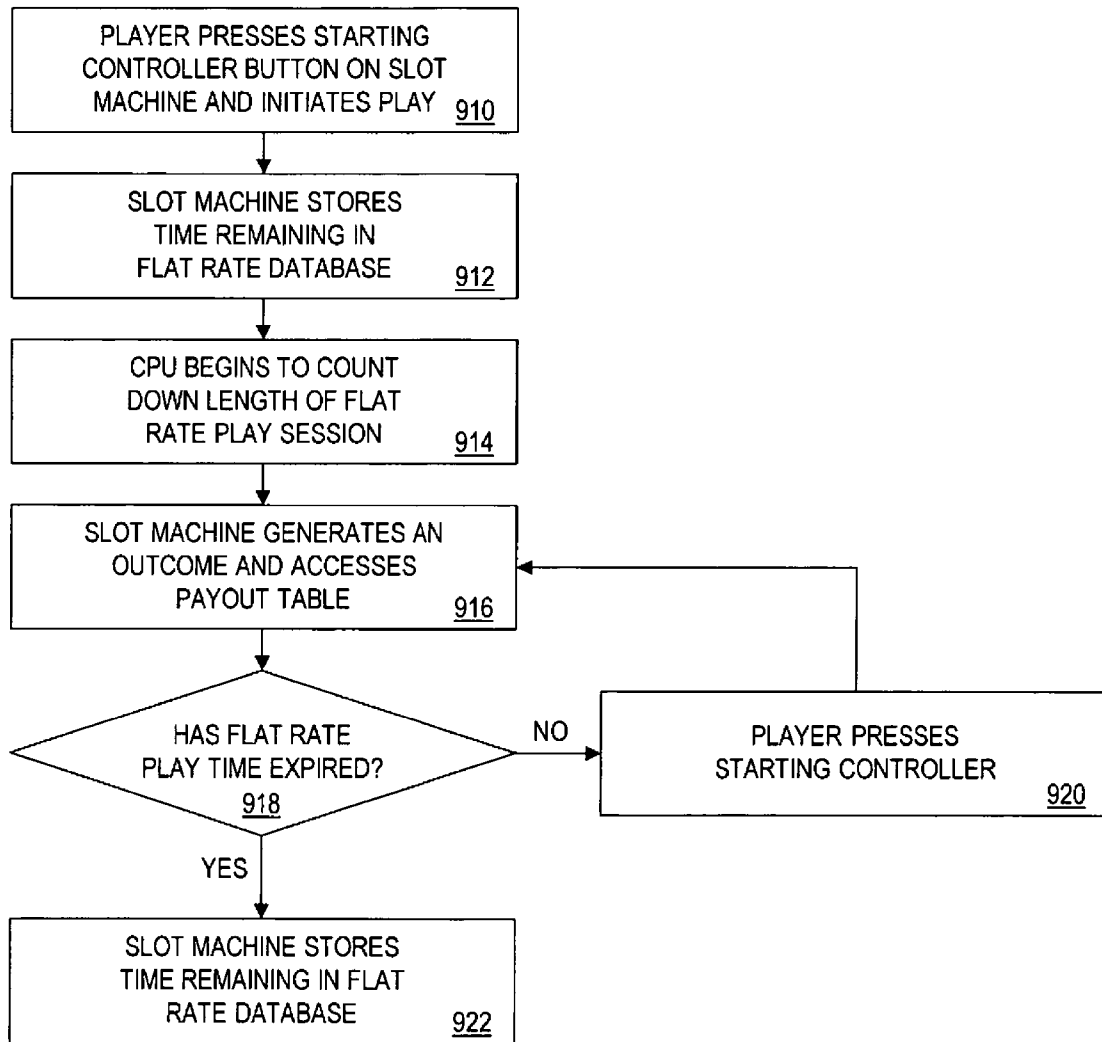 PLAYER PRESSES STARTING
CONTROLLER BUTTON ON SLOT
MACHINE AND INITIATES PLAY
910
SLOT MACHINE STORES
TIME REMAINING IN
FLAT RATE DATABASE
912
CPU BEGINS TO COUNT
DOWN LENGTH OF FLAT
RATE PLAY SESSION
914
SLOT MACHINE GENERATES AN
OUTCOME AND ACCESSES
PAYOUT TABLE
916
HAS FLAT RATE
PLAY TIME EXPIRED?
918
NO
PLAYER PRESSES
STARTING CONTROLLER
920
YES
SLOT MACHINE STORES
TIME REMAINING IN FLAT
RATE DATABASE
922